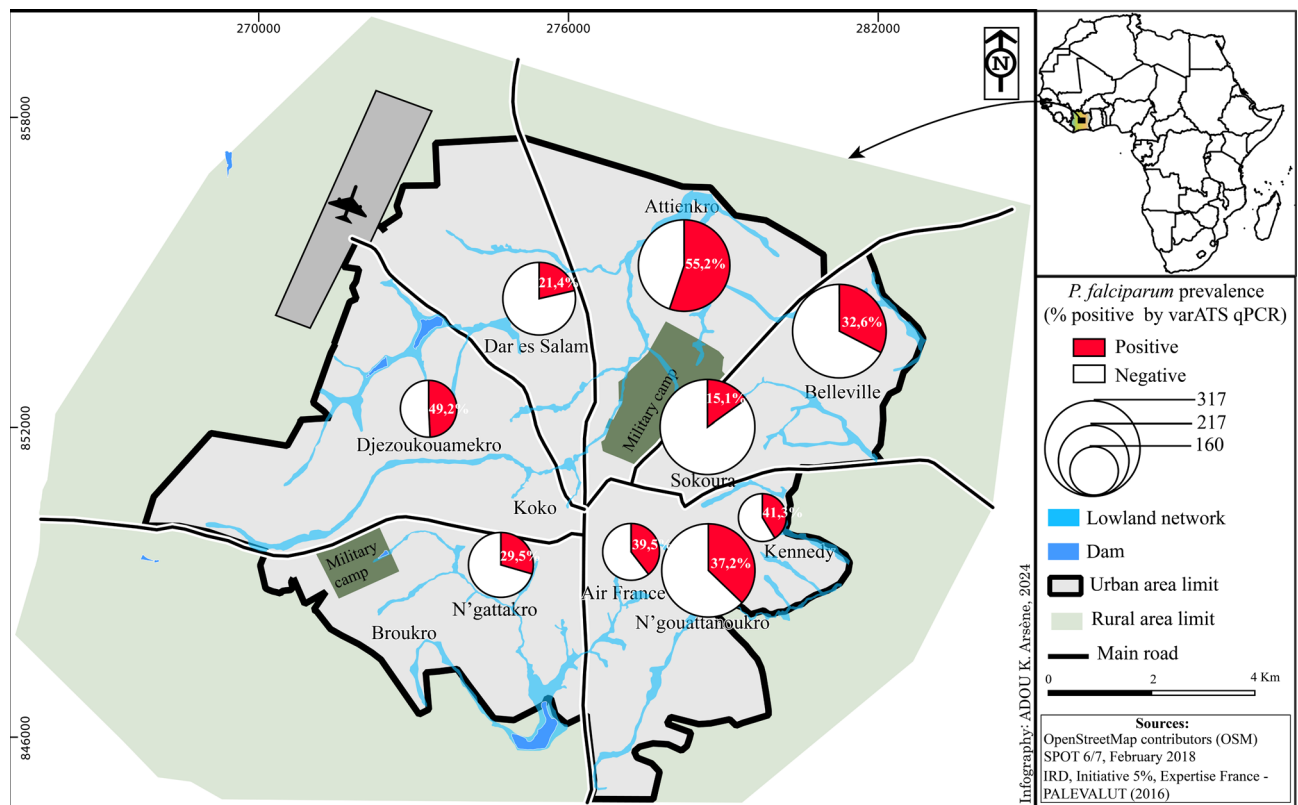 270000
276000
282000
858000
852000
846000
N
Attienkro
55,2%
21,4%
Dar es Salam
32,6%
Belleville
49,2%
Djezoukouamekro
Military camp
15,1%
Sokoura
Koko
41,3%
Kennedy
39,5%
Air France
37,2%
N'gouattanoukro
29,5%
N'gattakro
Military
camp
Broukro
Infography: ADOU K. Arsène, 2024
P. falciparum prevalence
(% positive by varATS qPCR)
Positive
Negative
317
217
160
Lowland network
Dam
Urban area limit
Rural area limit
Main road
0 2 4 Km
Sources:
OpenStreetMap contributors (OSM)
SPOT 6/7, February 2018
IRD, Initiative 5%, Expertise France -
PALEVALUT (2016)